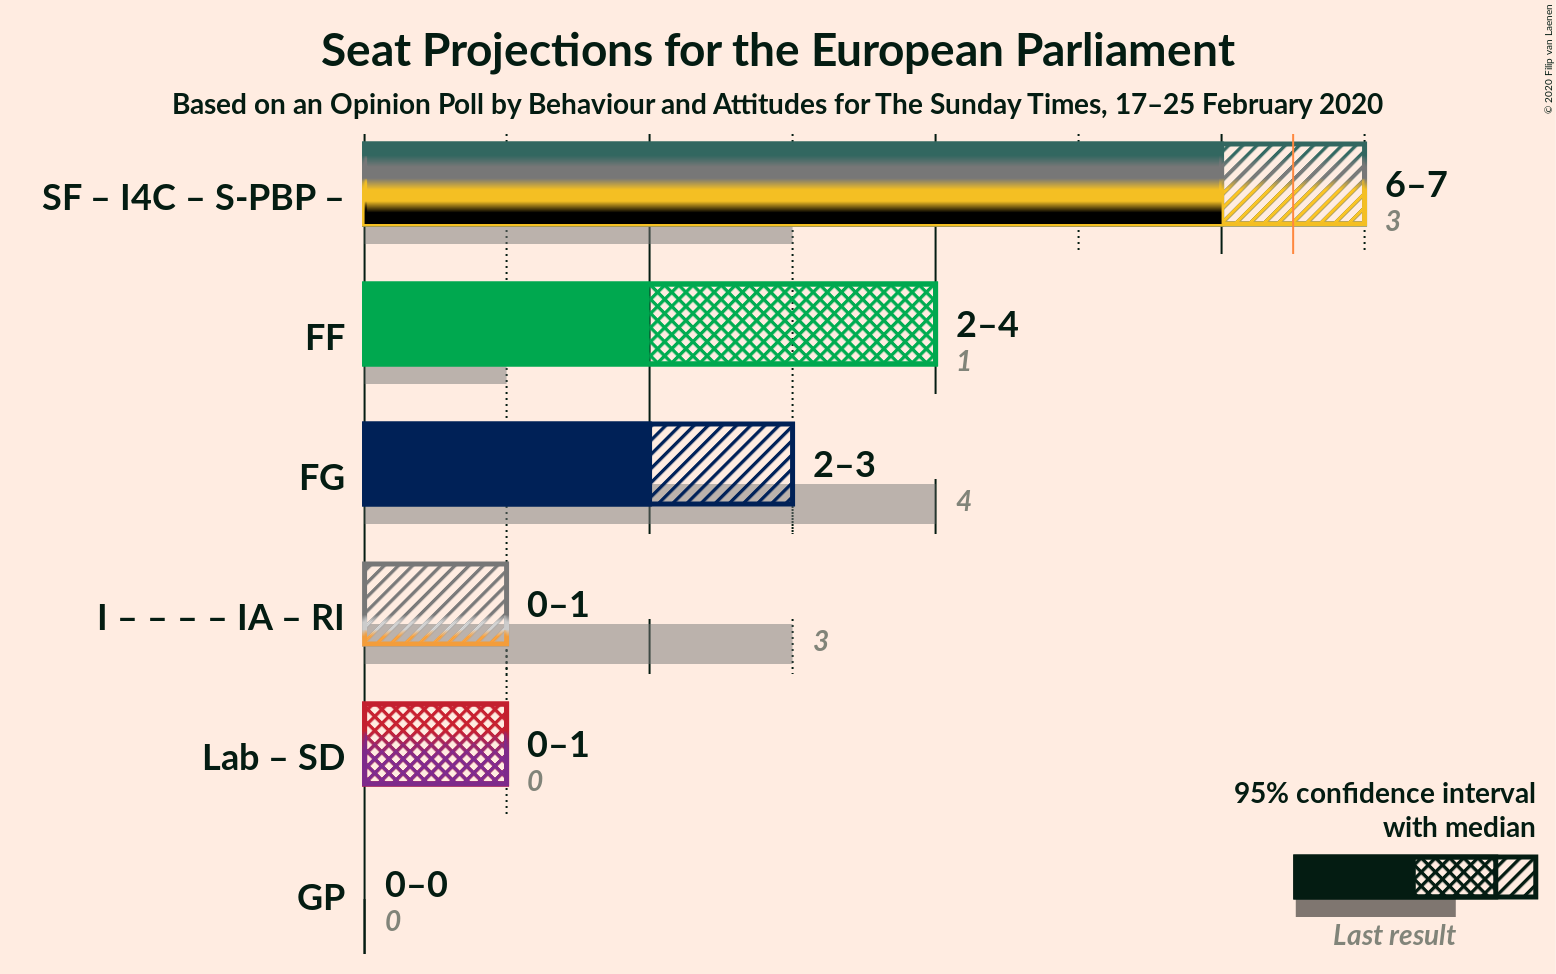 Seat Projections for the European Parliament
Based on an Opinion Poll by Behaviour and Attitudes for The Sunday Times, 17–25 February 2020
© 2020 Filip van Laenen
SF – I4C – S-PBP –
6–7
3
FF
2–4
1
FG
2–3
4
I – – – – IA – RI
0–1
3
Lab – SD
0–1
0
GP
0–0
0
95% confidence interval
with median
Last result